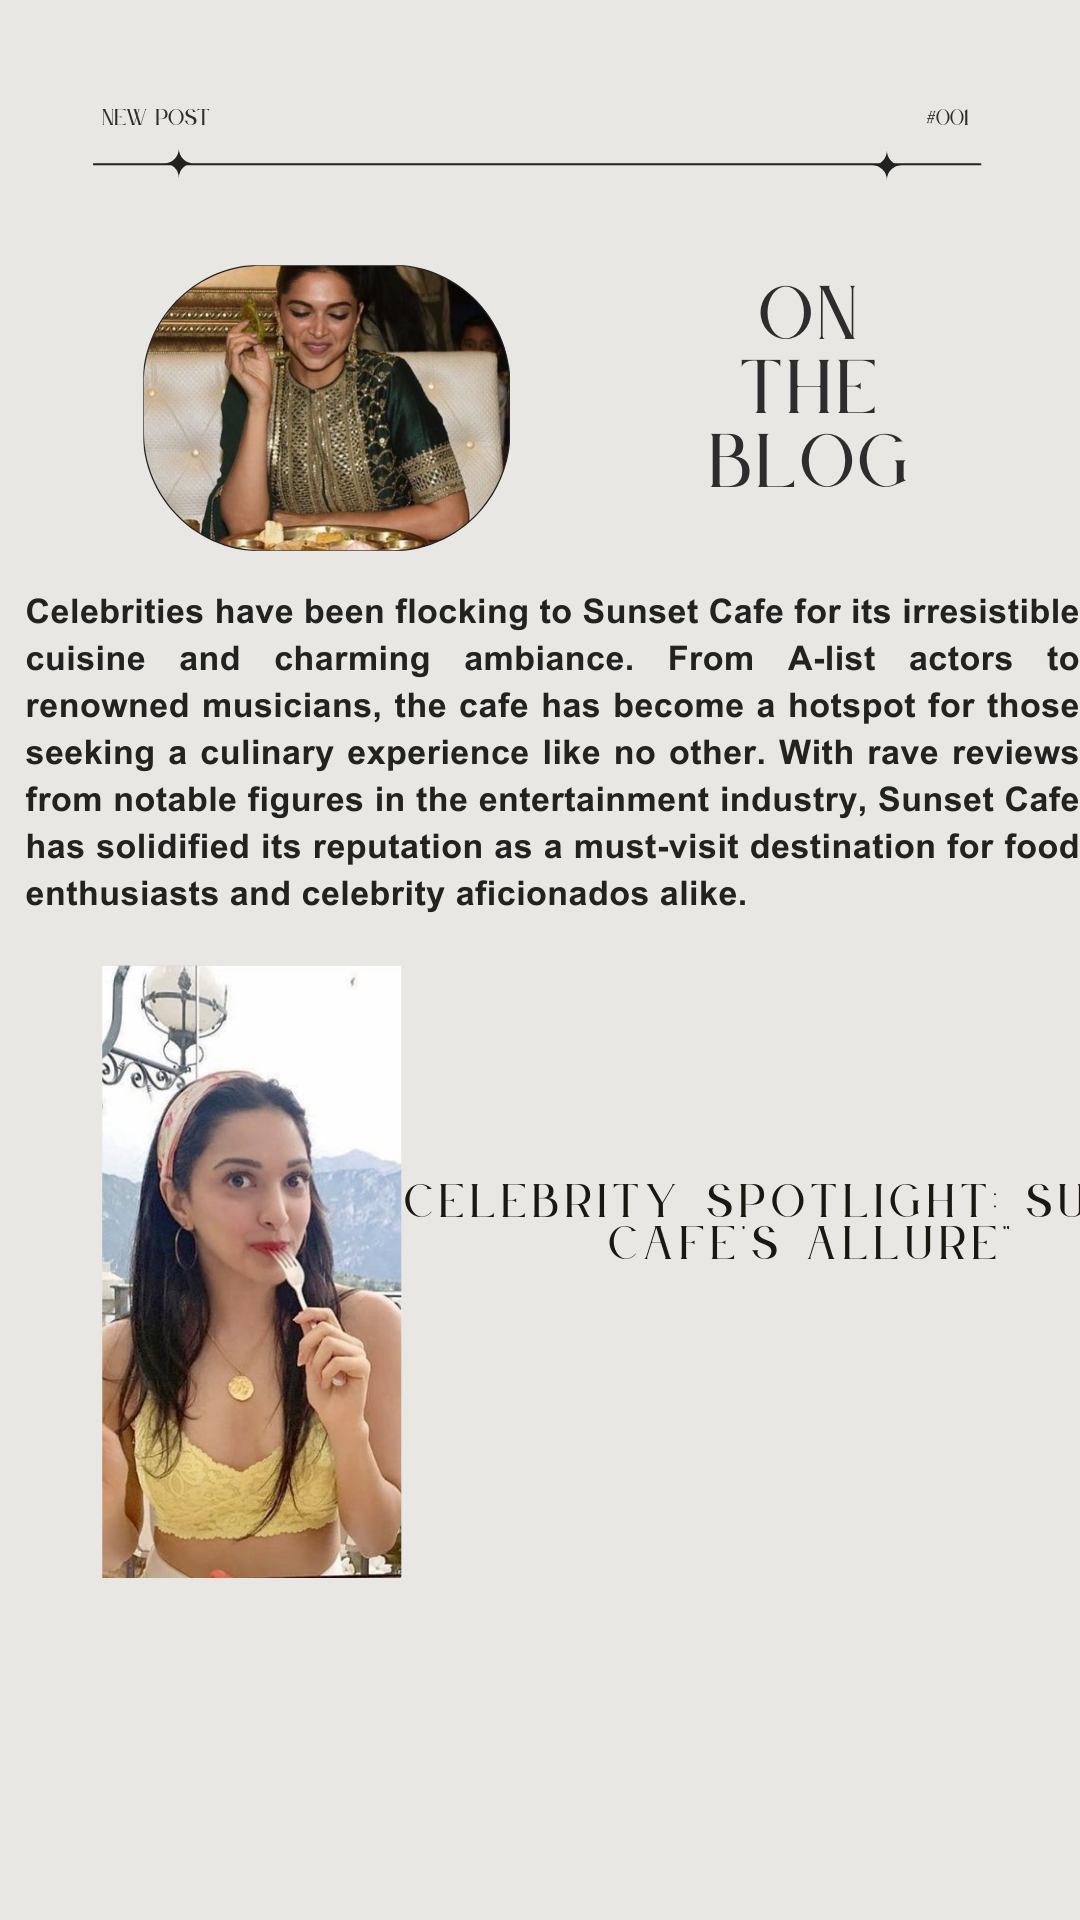 NEW POST
#001
ON
THE
BLOG
Celebrities have been flocking to Sunset Cafe for its irresistible
cuisine and charming ambiance. From A-list actors to
renowned musicians, the cafe has become a hotspot for those
seeking a culinary experience like no other. With rave reviews
from notable figures in the entertainment industry, Sunset Cafe
has solidified its reputation as a must-visit destination for food
enthusiasts and celebrity aficionados alike.
CELEBRITY SPOTLIGHT: SU
CAFE'S ALLURE"